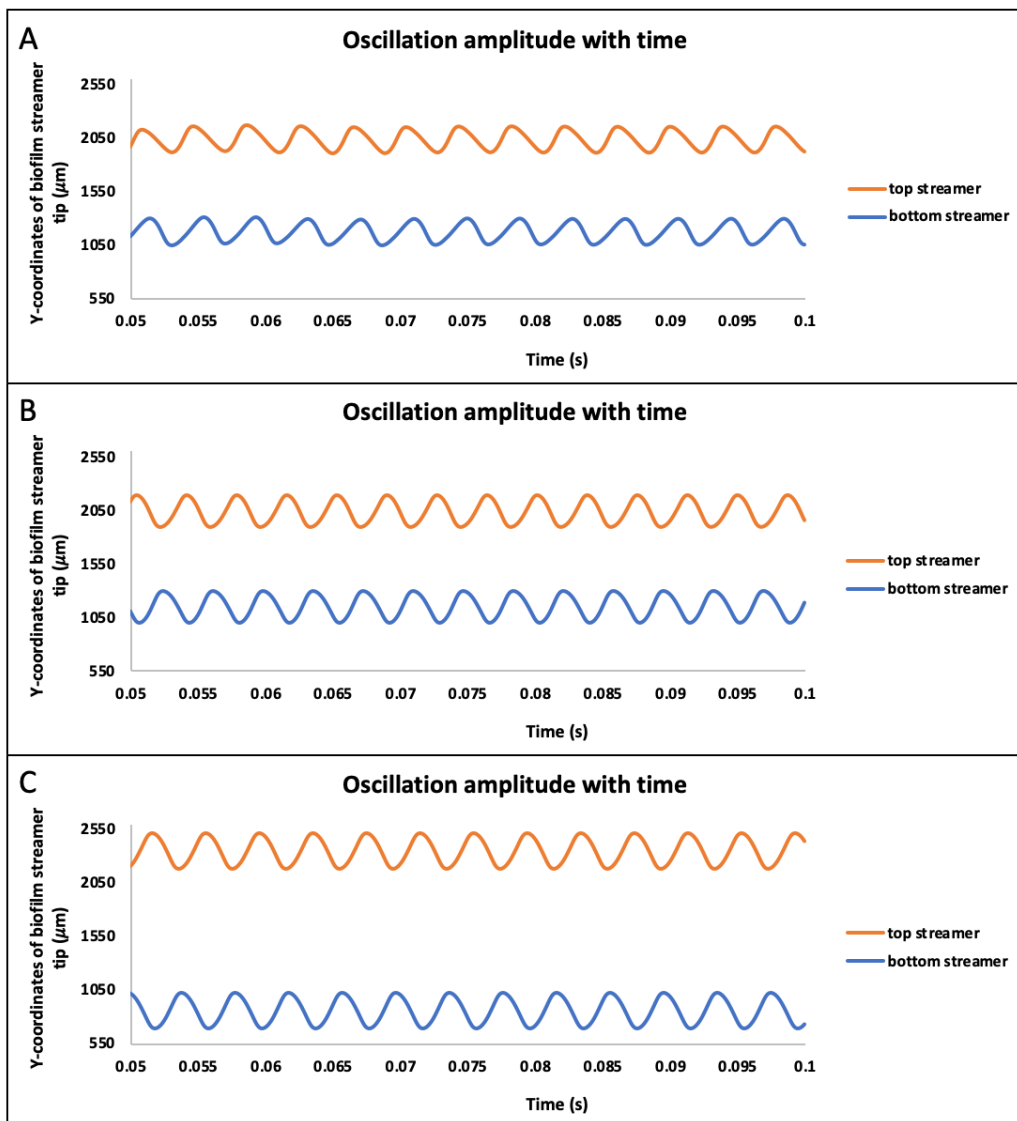 A
Oscillation amplitude with time
Y-coordinates of biofilm streamer
tip (μm)
2550
2050
1550
1050
550
0.05 0.055 0.06 0.065 0.07 0.075 0.08 0.085 0.09 0.095 0.1
Time (s)
top streamer
bottom streamer
B
Oscillation amplitude with time
Y-coordinates of biofilm streamer
tip (μm)
2550
2050
1550
1050
550
0.05 0.055 0.06 0.065 0.07 0.075 0.08 0.085 0.09 0.095 0.1
Time (s)
top streamer
bottom streamer
C
Oscillation amplitude with time
Y-coordinates of biofilm streamer
tip (μm)
2550
2050
1550
1050
550
0.05 0.055 0.06 0.065 0.07 0.075 0.08 0.085 0.09 0.095 0.1
Time (s)
top streamer
bottom streamer